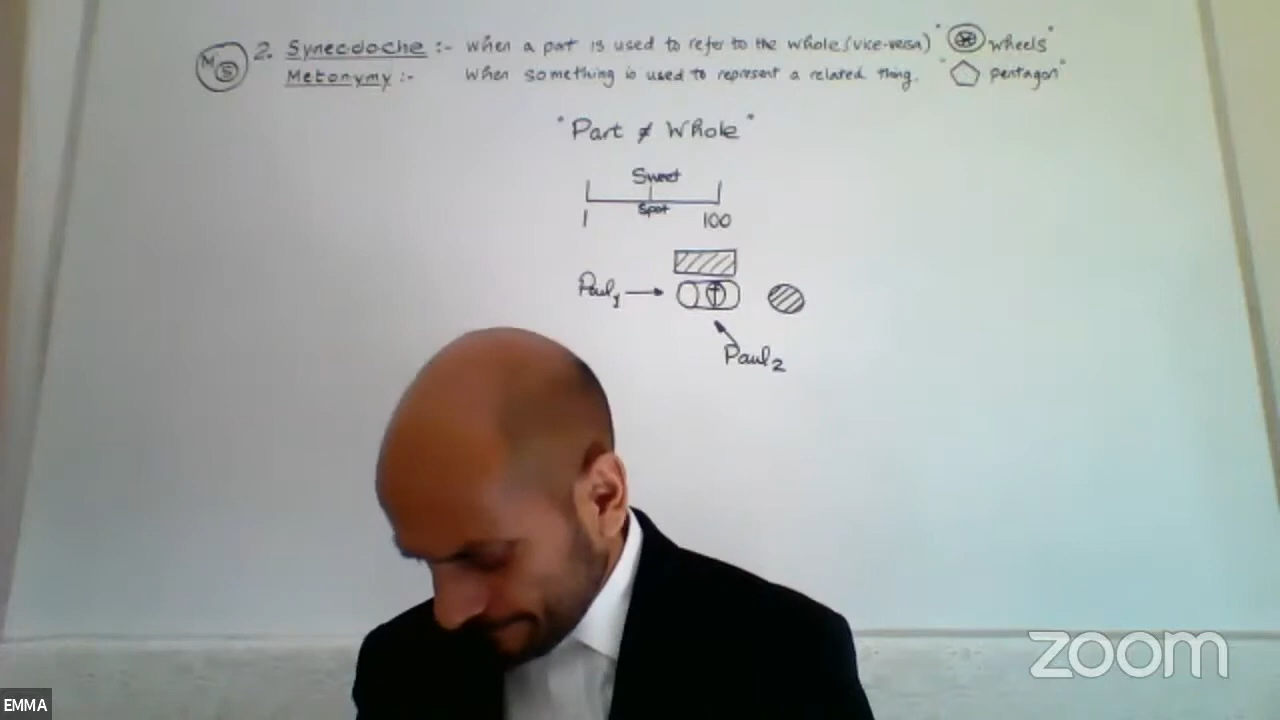 MS 2. Synecdoche :- when a part is used to refer to the whole (vice-versa) " wheels"
Metonymy :- When something is used to represent a related thing. " pentagon"
"Part ≠ Whole"
Sweet
Spot
1 100
Paul1
Paul2
zoom
EMMA